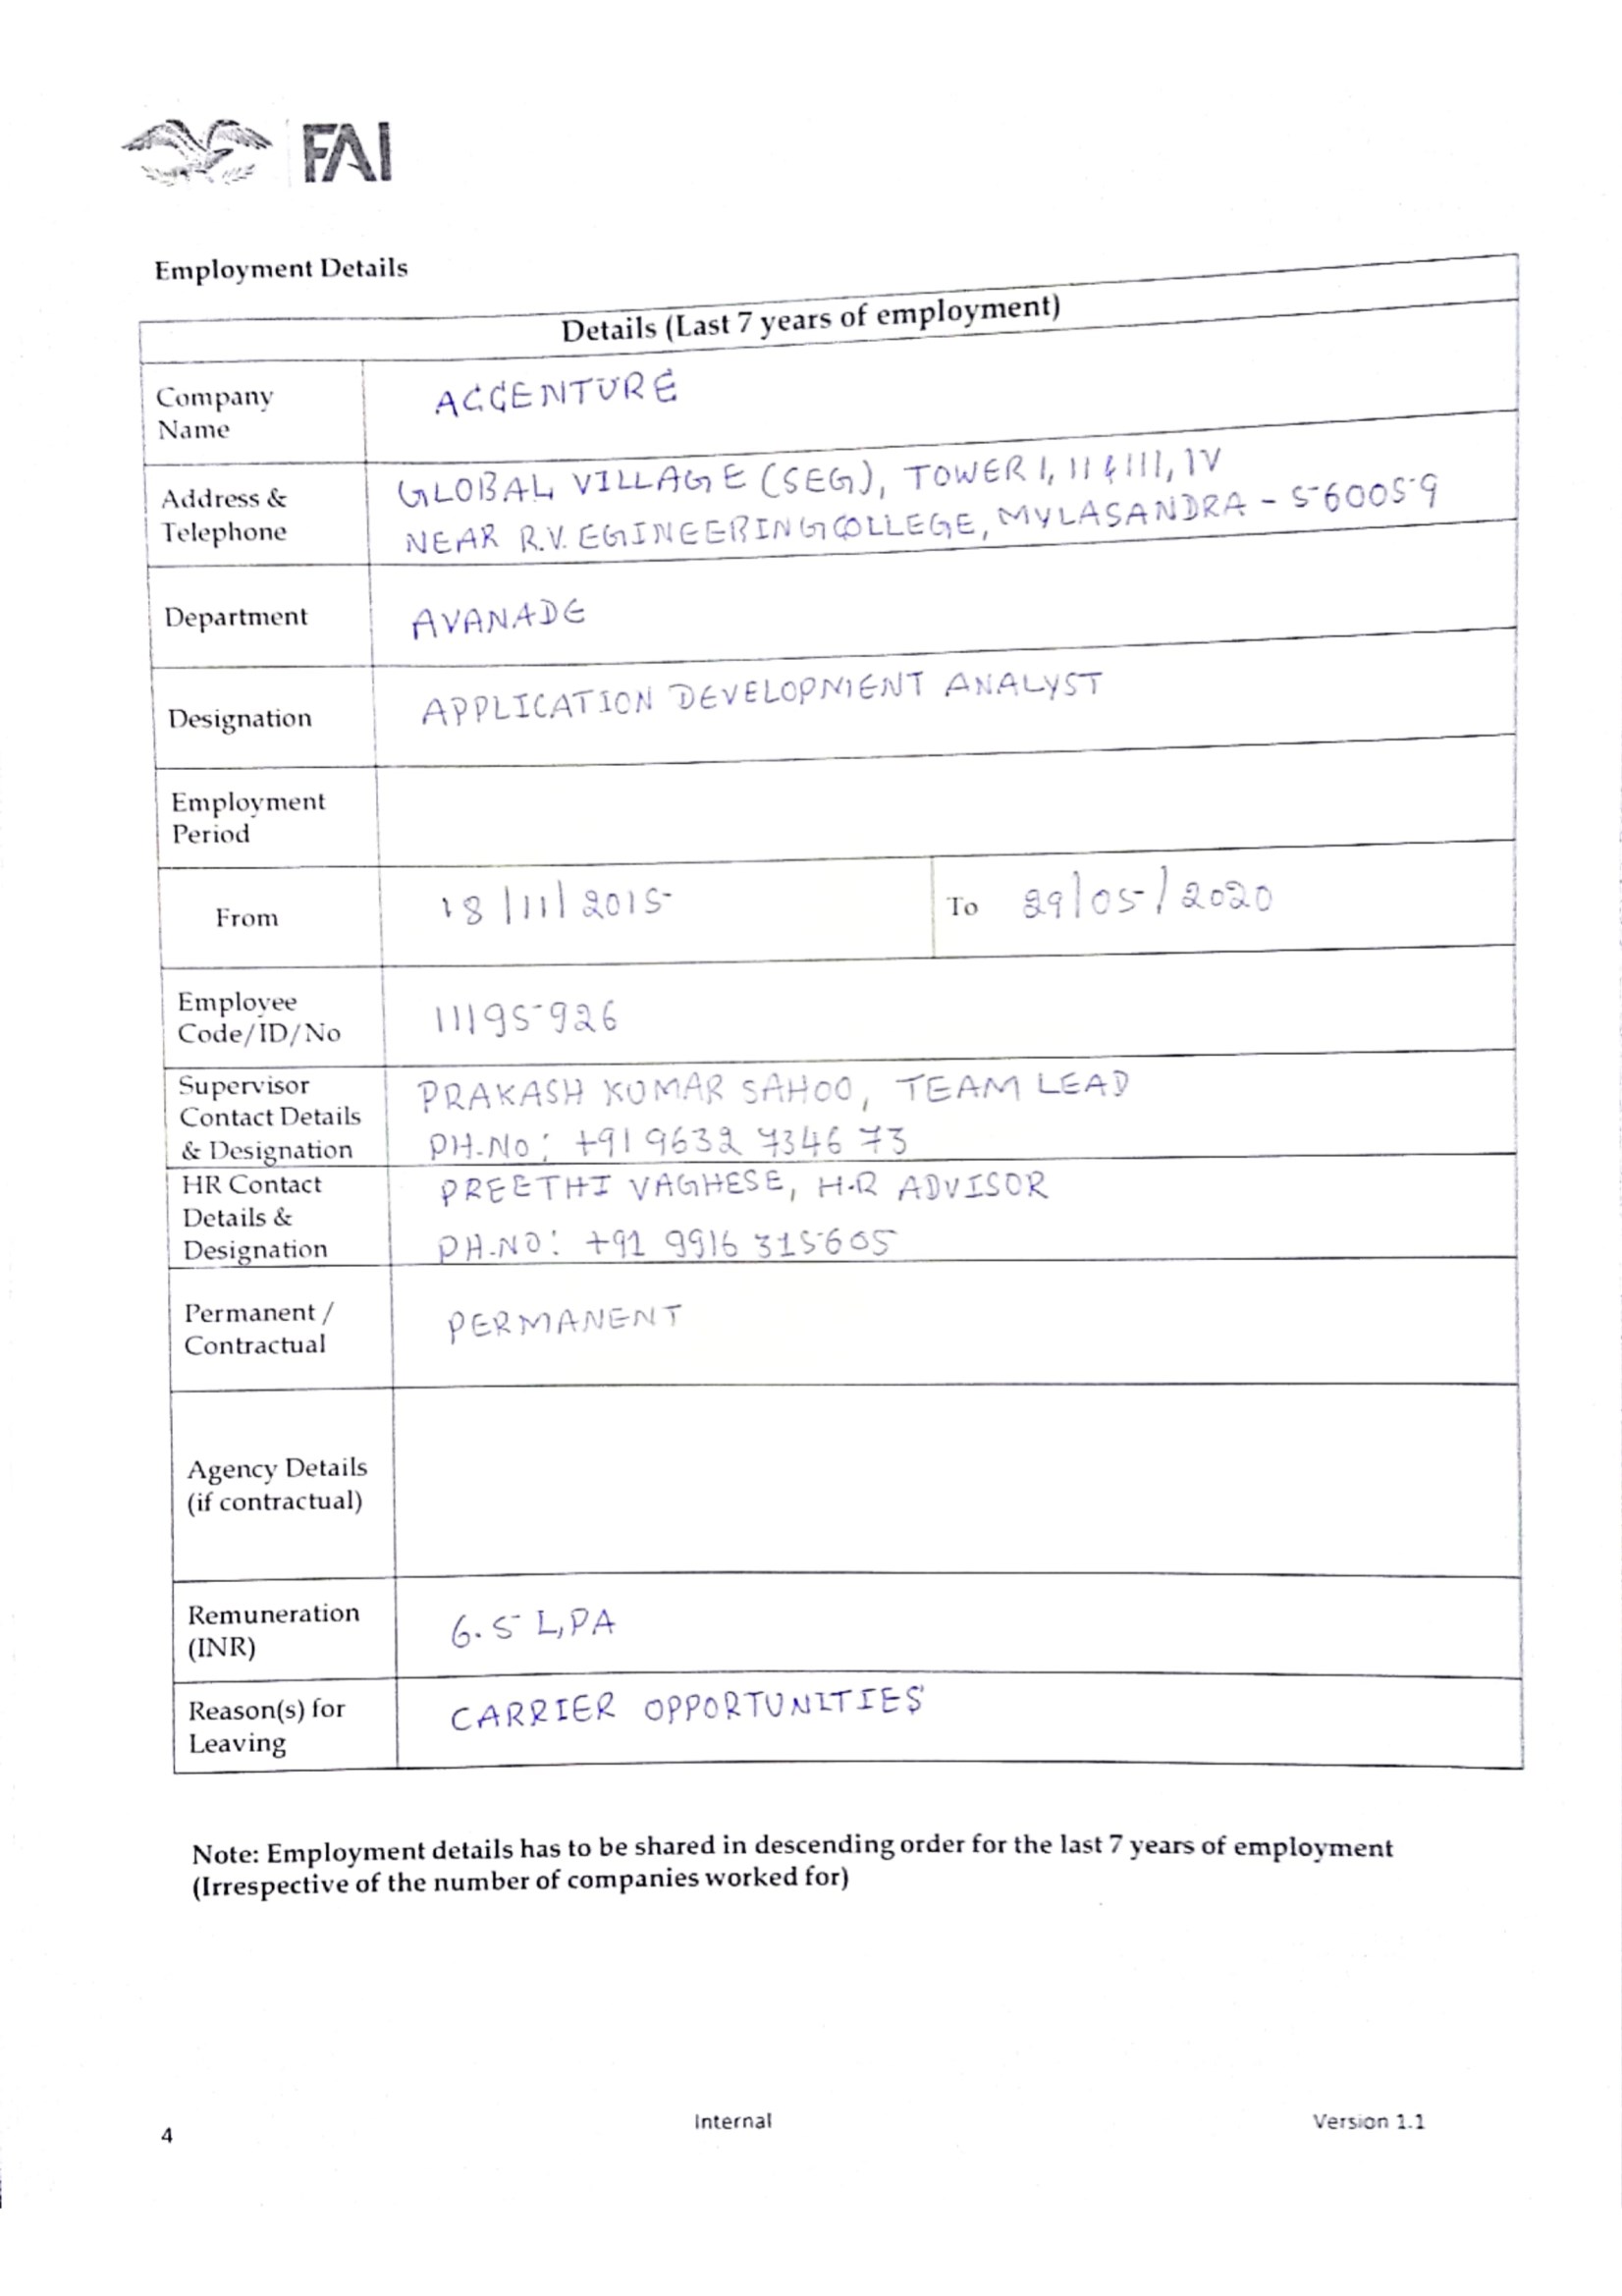 FAI
Employment Details
Details (Last 7 years of employment)
Company
Name
ACCENTURE
Address &
Telephone
GLOBAL VILLAGE (SEG), TOWER I, II & III, IV
NEAR R.V. EGINEERING COLLEGE, MYLASANDRA - 560059
Department
AVANADE
Designation
APPLICATION DEVELOPMENT ANALYST
Employment
Period
From
18/11/2015
To
29/05/2020
Employee
Code/ID/No
11195926
Supervisor
Contact Details
& Designation
PRAKASH KUMAR SAHOO, TEAM LEAD
PH.NO: +91 9632 734673
HR Contact
Details &
Designation
PREETHI VAGHESE, H.R ADVISOR
PH.NO: +91 9916 315605
Permanent /
Contractual
PERMANENT
Agency Details
(if contractual)
Remuneration
(INR)
6.5 LPA
Reason(s) for
Leaving
CARRIER OPPORTUNITIES
Note: Employment details has to be shared in descending order for the last 7 years of employment
(Irrespective of the number of companies worked for)
4
Internal
Version 1.1